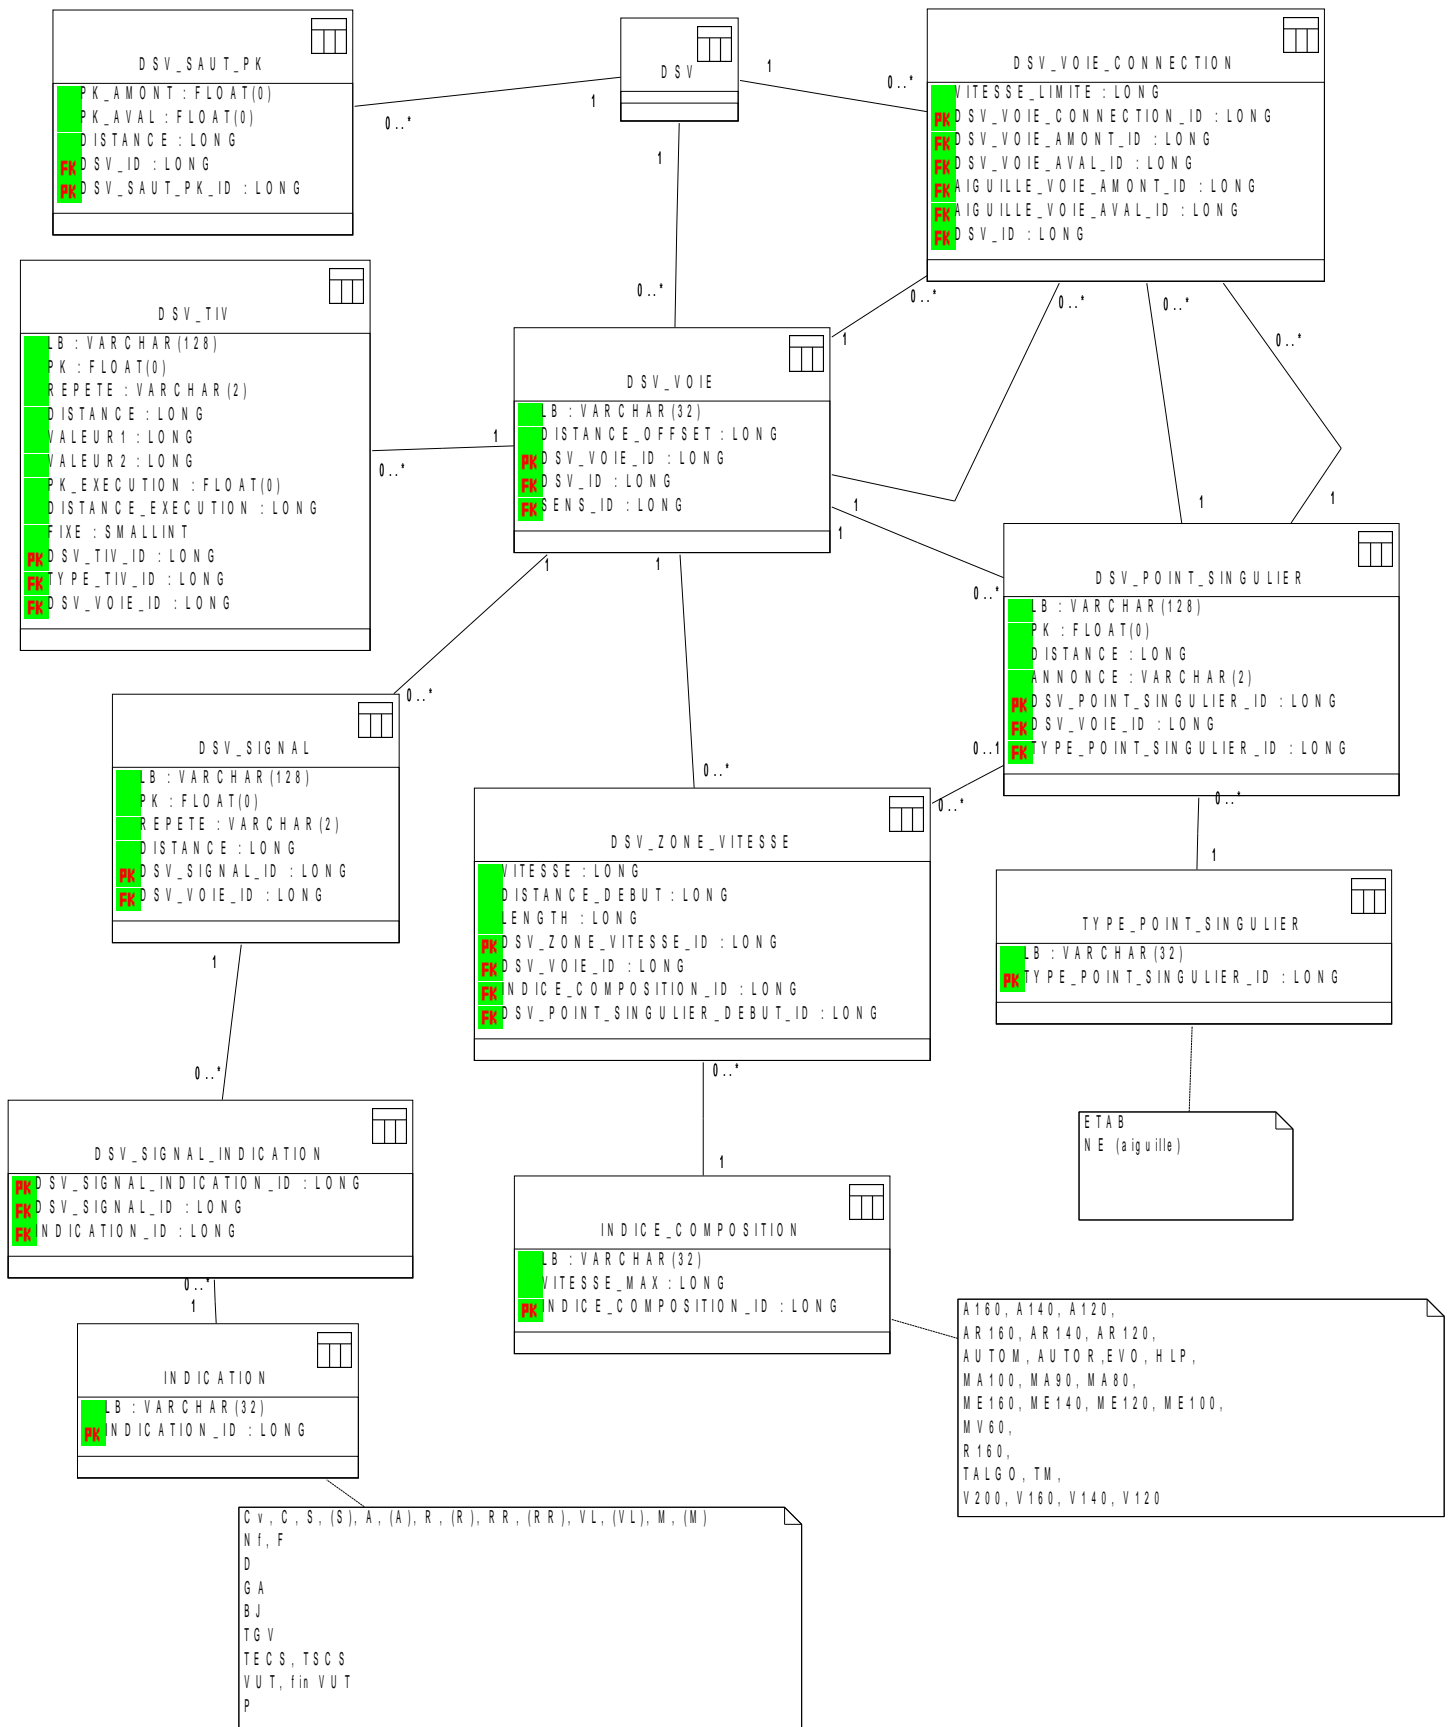 DSV_SAUT_PK
PK_AMONT : FLOAT(0)
PK_AVAL : FLOAT(0)
DISTANCE : LONG
FK DSV_ID : LONG
PK DSV_SAUT_PK_ID : LONG
0..*
1
DSV
1
0..*
1
0..*
DSV_VOIE_CONNECTION
VITESSE_LIMITE : LONG
PK DSV_VOIE_CONNECTION_ID : LONG
FK DSV_VOIE_AMONT_ID : LONG
FK DSV_VOIE_AVAL_ID : LONG
FK AIGUILLE_VOIE_AMONT_ID : LONG
FK AIGUILLE_VOIE_AVAL_ID : LONG
FK DSV_ID : LONG
0..*
0..*
0..*
0..*
1
DSV_TIV
LB : VARCHAR(128)
PK : FLOAT(0)
REPETE : VARCHAR(2)
DISTANCE : LONG
VALEUR1 : LONG
VALEUR2 : LONG
PK_EXECUTION : FLOAT(0)
DISTANCE_EXECUTION : LONG
FIXE : SMALLINT
PK DSV_TIV_ID : LONG
FK TYPE_TIV_ID : LONG
FK DSV_VOIE_ID : LONG
0..*
1
DSV_VOIE
LB : VARCHAR(32)
DISTANCE_OFFSET : LONG
PK DSV_VOIE_ID : LONG
FK DSV_ID : LONG
FK SENS_ID : LONG
1
1
1
1
1
1
0..*
DSV_POINT_SINGULIER
LB : VARCHAR(128)
PK : FLOAT(0)
DISTANCE : LONG
ANNONCE : VARCHAR(2)
PK DSV_POINT_SINGULIER_ID : LONG
FK DSV_VOIE_ID : LONG
FK TYPE_POINT_SINGULIER_ID : LONG
0..1
0..*
0..*
1
0..*
DSV_SIGNAL
LB : VARCHAR(128)
PK : FLOAT(0)
REPETE : VARCHAR(2)
DISTANCE : LONG
PK DSV_SIGNAL_ID : LONG
FK DSV_VOIE_ID : LONG
1
0..*
0..*
DSV_ZONE_VITESSE
VITESSE : LONG
DISTANCE_DEBUT : LONG
LENGTH : LONG
PK DSV_ZONE_VITESSE_ID : LONG
FK DSV_VOIE_ID : LONG
FK INDICE_COMPOSITION_ID : LONG
FK DSV_POINT_SINGULIER_DEBUT_ID : LONG
0..*
1
TYPE_POINT_SINGULIER
LB : VARCHAR(32)
PK TYPE_POINT_SINGULIER_ID : LONG
ETAB
NE (aiguille)
DSV_SIGNAL_INDICATION
PK DSV_SIGNAL_INDICATION_ID : LONG
FK DSV_SIGNAL_ID : LONG
FK INDICATION_ID : LONG
0..*
1
INDICE_COMPOSITION
LB : VARCHAR(32)
VITESSE_MAX : LONG
PK INDICE_COMPOSITION_ID : LONG
A160, A140, A120,
AR160, AR140, AR120,
AUTOM, AUTOR,EVO, HLP,
MA100, MA90, MA80,
ME160, ME140, ME120, ME100,
MV60,
R160,
TALGO, TM,
V200, V160, V140, V120
INDICATION
LB : VARCHAR(32)
PK INDICATION_ID : LONG
Cv, C, S, (S), A, (A), R, (R), RR, (RR), VL, (VL), M, (M)
Nf, F
D
GA
BJ
TGV
TECS, TSCS
VUT, fin VUT
P